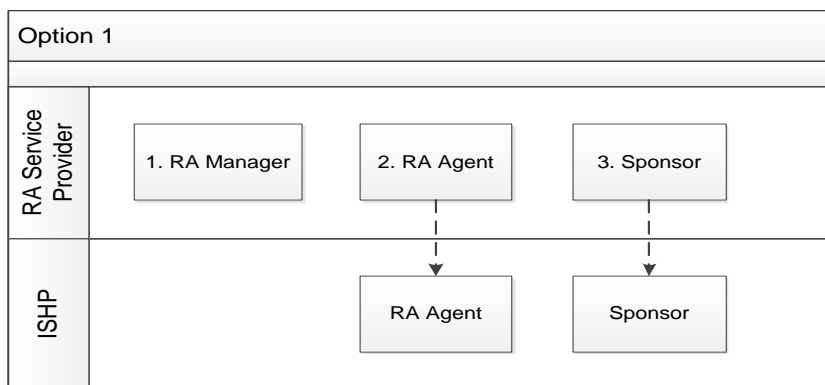 Option 1
RA Service
Provider
1. RA Manager
2. RA Agent
3. Sponsor
ISHP
RA Agent
Sponsor